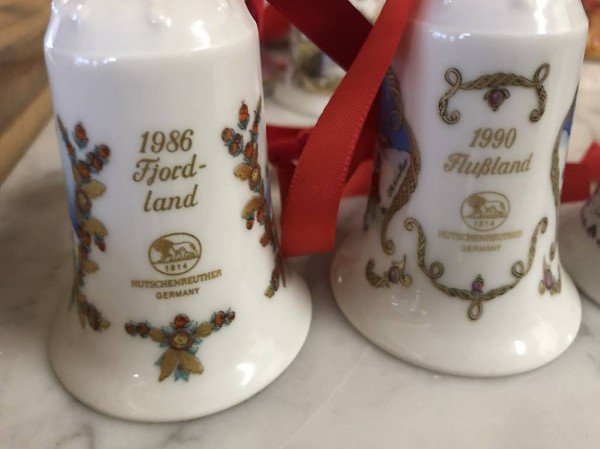 1986
Fjord-
land
1814
HUTSCHENREUTHER
GERMANY
1990
Flußland
1814
HUTSCHENREUTHER
GERMANY